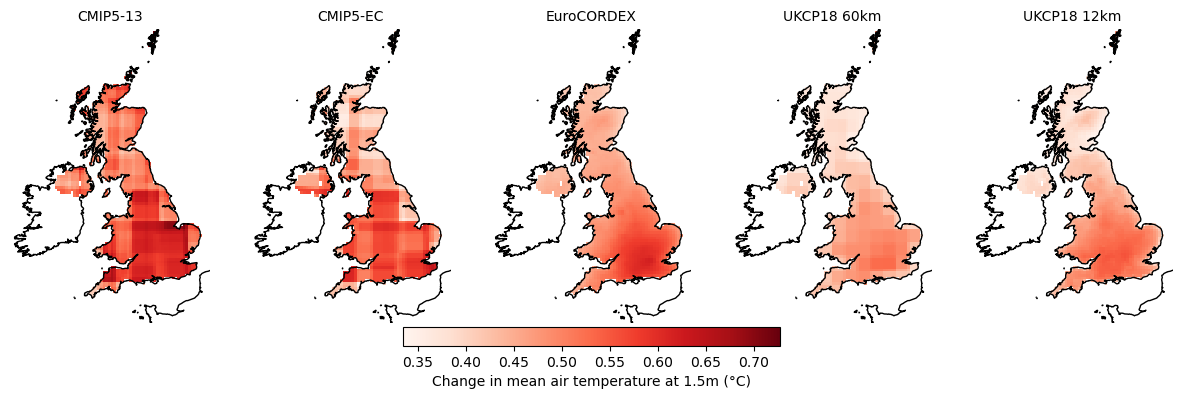 CMIP5-13
CMIP5-EC
EuroCORDEX
UKCP18 60km
UKCP18 12km
0.35 0.40 0.45 0.50 0.55 0.60 0.65 0.70
Change in mean air temperature at 1.5m (°C)